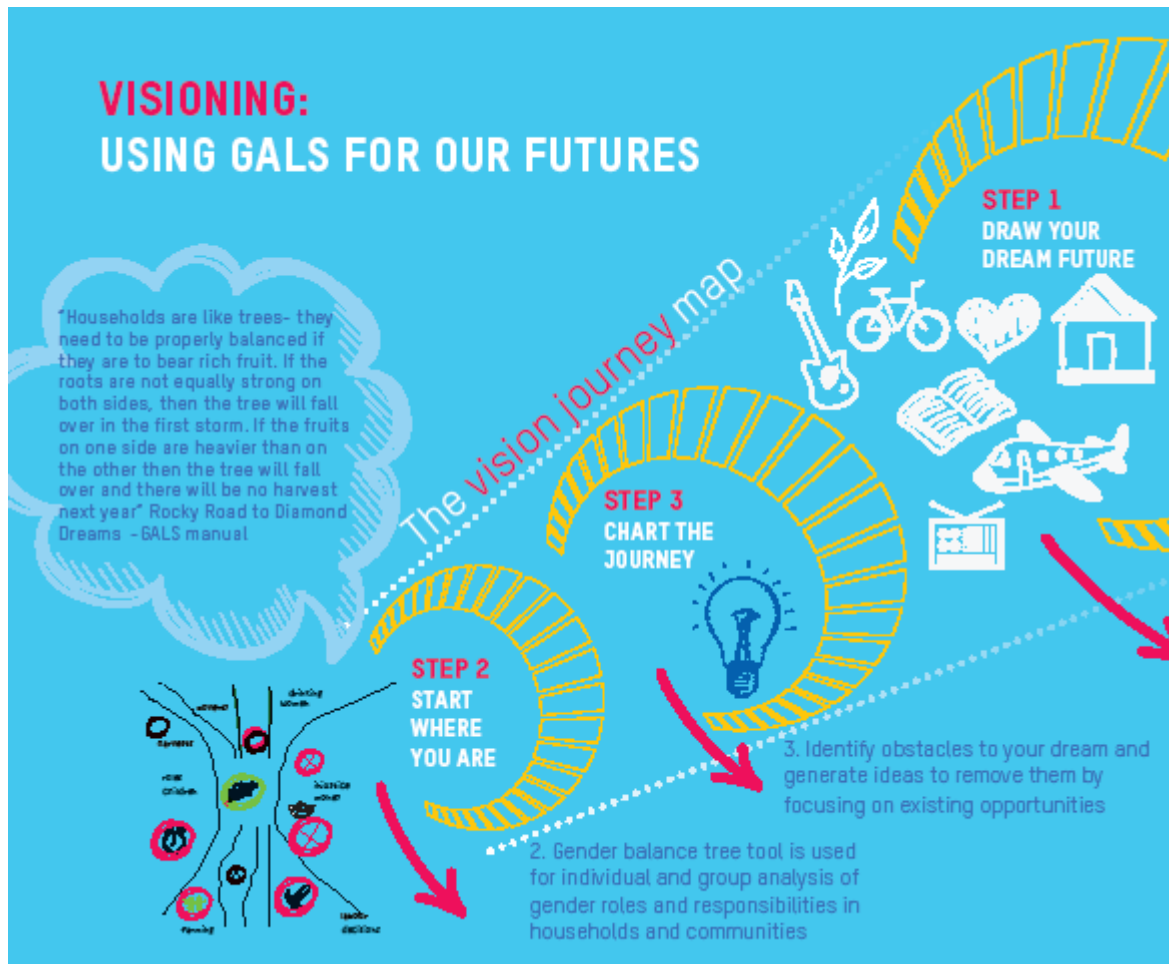 VISIONING:
USING GALS FOR OUR FUTURES
"Households are like trees- they
need to be properly balanced if
they are to bear rich fruit. If the
roots are not equally strong on
both sides, then the tree will fall
over in the first storm. If the fruits
on one side are heavier than on
the other then the tree will fall
over and there will be no harvest
next year" Rocky Road to Diamond
Dreams -GALS manual
The vision journey map
STEP 1
DRAW YOUR
DREAM FUTURE
STEP 3
CHART THE
JOURNEY
STEP 2
START
WHERE
YOU ARE
3. Identify obstacles to your dream and
generate ideas to remove them by
focusing on existing opportunities
2. Gender balance tree tool is used
for individual and group analysis of
gender roles and responsibilities in
households and communities
children
farming
decisions